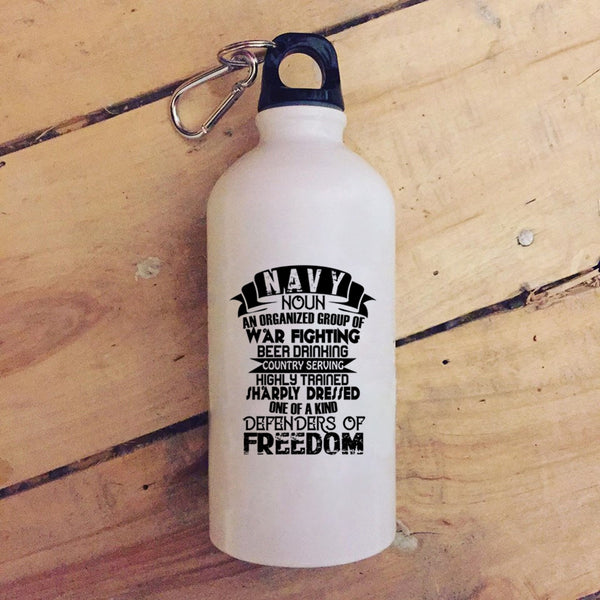 NAVY
NOUN
AN ORGANIZED GROUP OF
WAR FIGHTING
BEER DRINKING
COUNTRY SERVING
HIGHLY TRAINED
SHARPLY DRESSED
ONE OF A KIND
DEFENDERS OF
FREEDOM